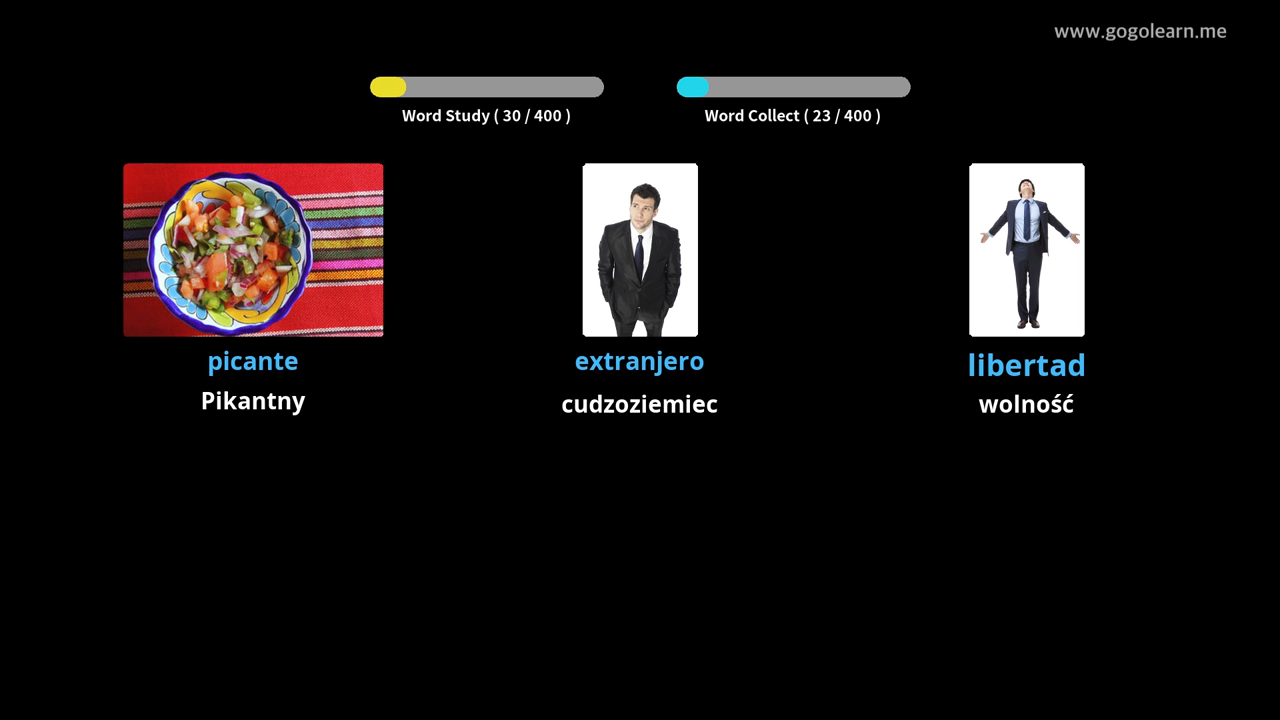 www.gogolearn.me
Word Study ( 30 / 400 )
Word Collect ( 23 / 400 )
picante
extranjero
libertad
Pikantny
cudzoziemiec
wolność